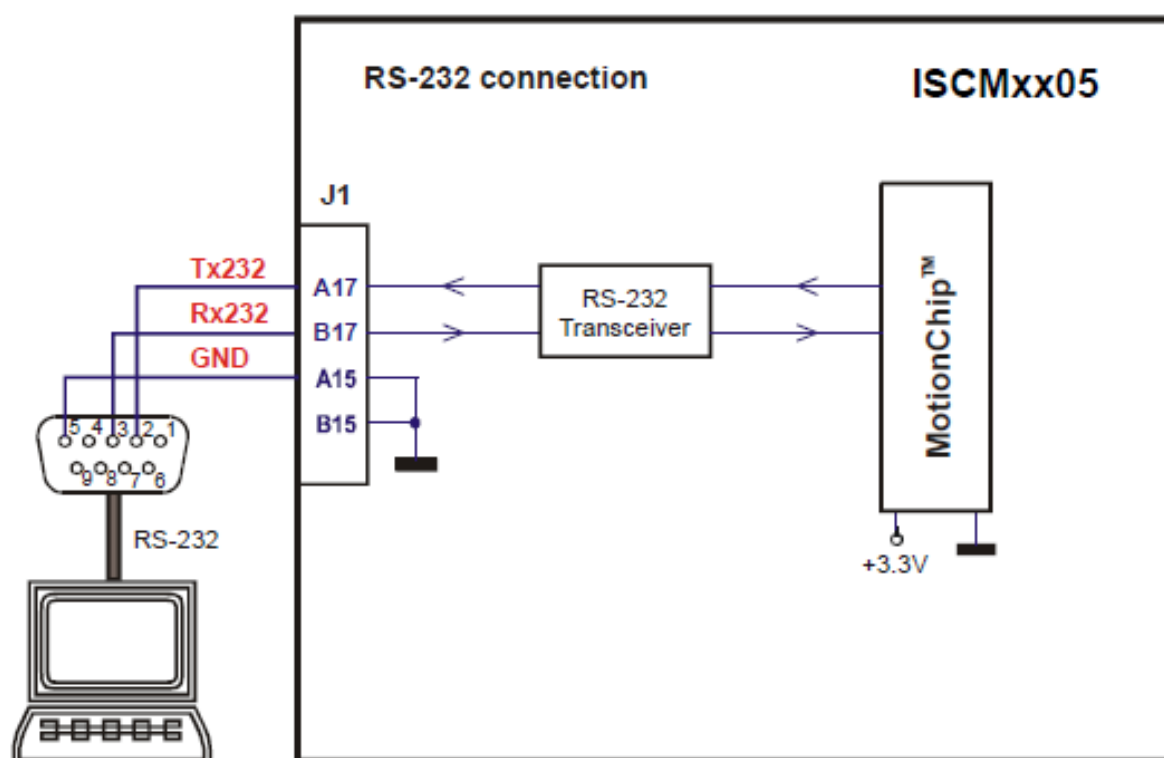 RS-232 connection
ISCMxx05
J1
Tx232
A17
Rx232
B17
GND
A15
B15
RS-232
Transceiver
MotionChip™
+3.3V
5 4 3 2 1
9 8 7 6
RS-232